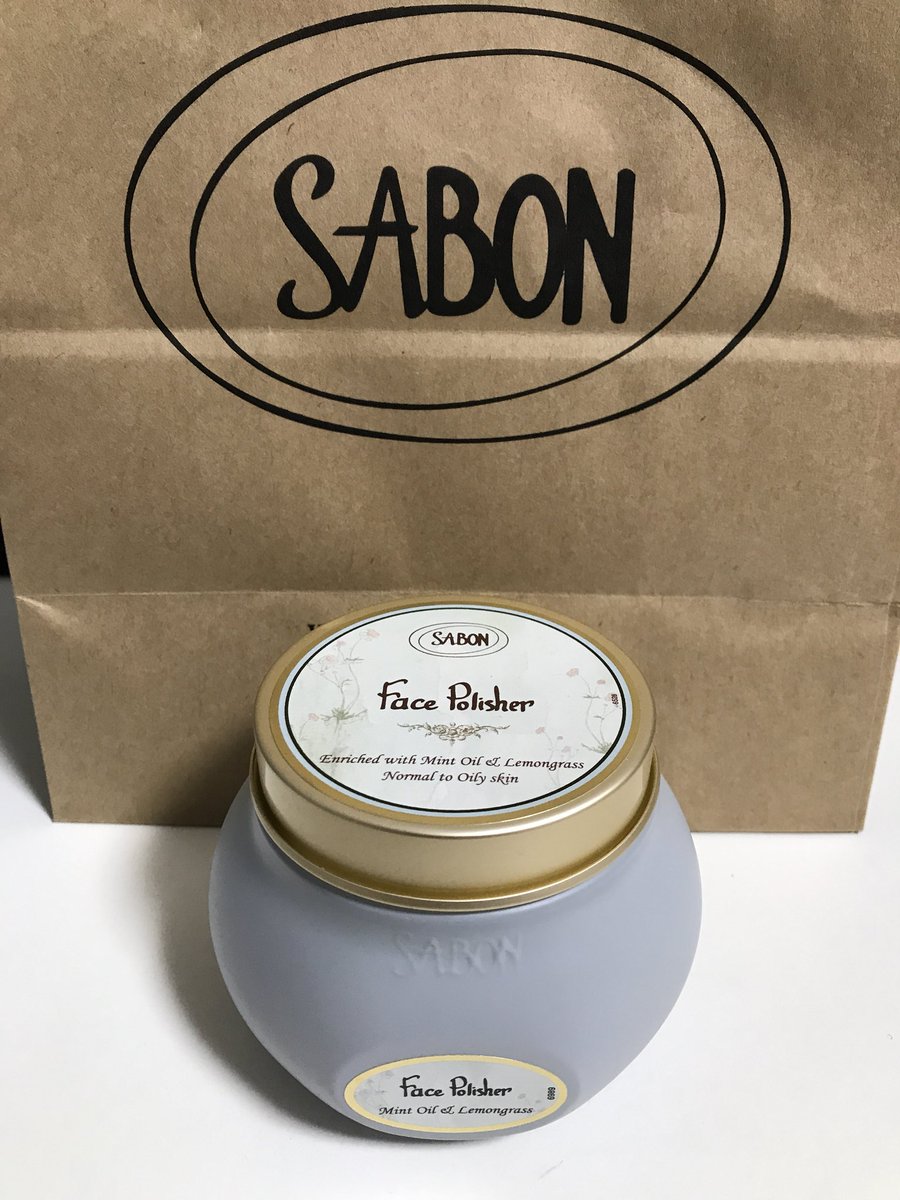 SABON
SABON
Face Polisher
Enriched with Mint Oil & Lemongrass
Normal to Oily skin
SABON
Face Polisher
Mint Oil & Lemongrass